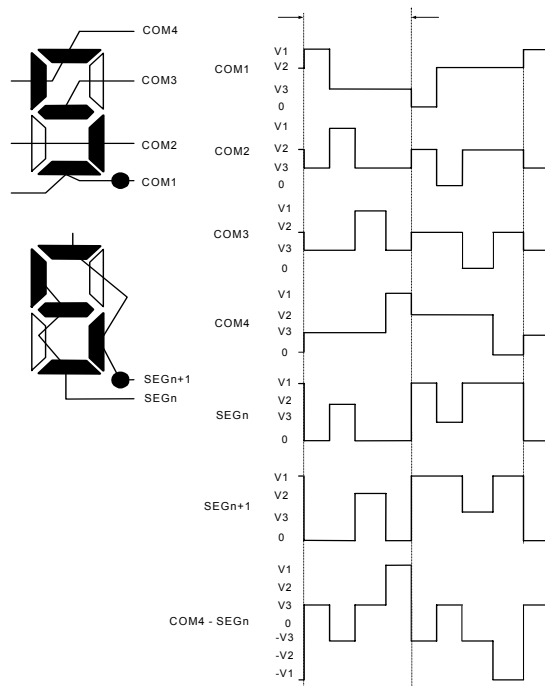 COM4
COM3
COM2
COM1
SEGn+1
SEGn
COM1
V1
V2
V3
0
COM2
V1
V2
V3
0
COM3
V1
V2
V3
0
COM4
V1
V2
V3
0
SEGn
V1
V2
V3
0
SEGn+1
V1
V2
V3
0
COM4 - SEGn
V1
V2
V3
0
-V3
-V2
-V1